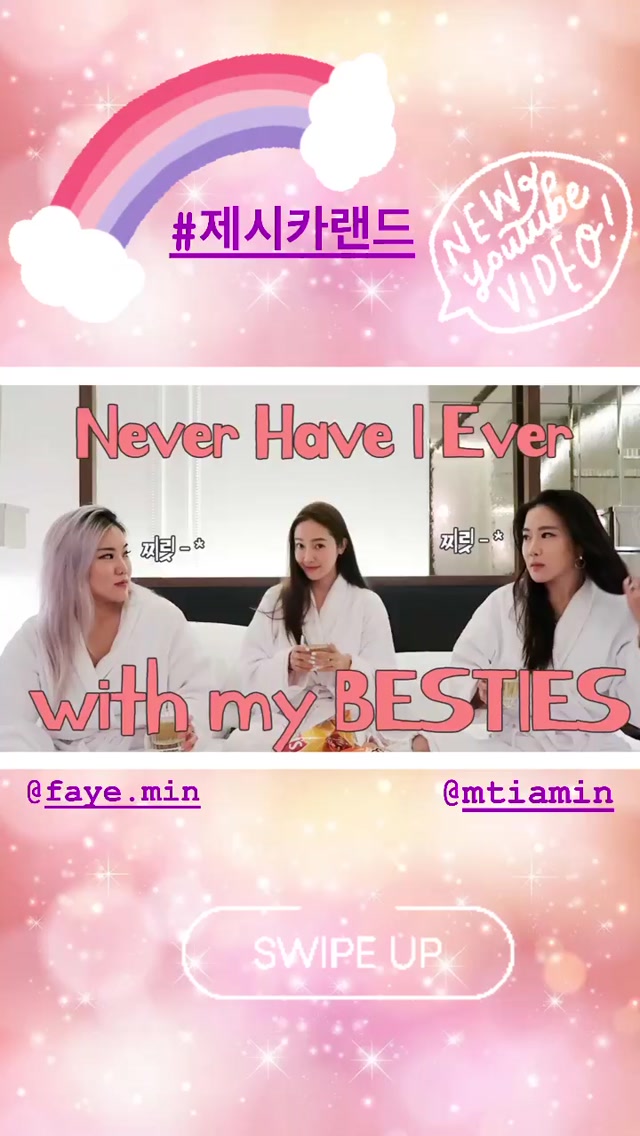 #제시카랜드
NEW
youtube
VIDEO!
Never Have I Ever
찌릿-*
찌릿-*
with my BESTIES
@faye.min
@mtiamin
SWIPE UP